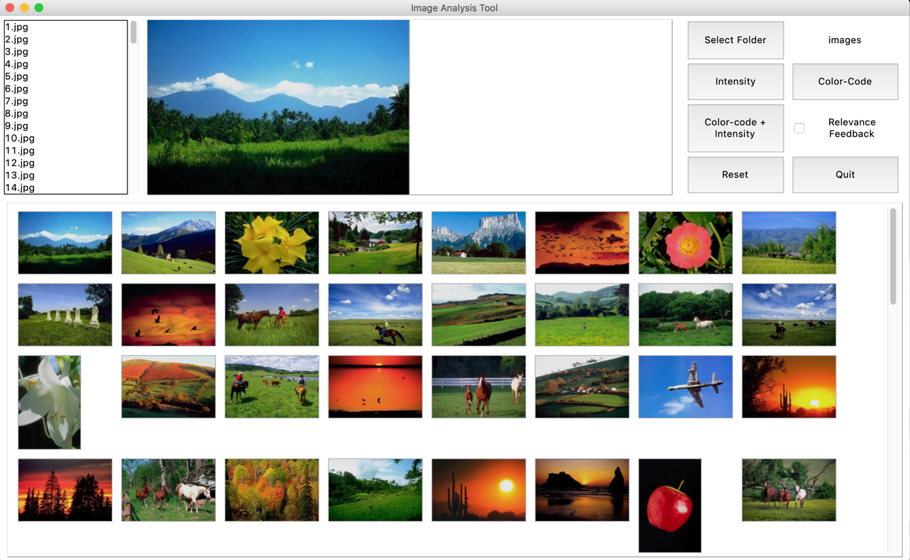 Image Analysis Tool
1.jpg
2.jpg
3.jpg
4.jpg
5.jpg
6.jpg
7.jpg
8.jpg
9.jpg
10.jpg
11.jpg
12.jpg
13.jpg
14.jpg
Select Folder
images
Intensity
Color-Code
Color-code +
Intensity
Relevance
Feedback
Reset
Quit